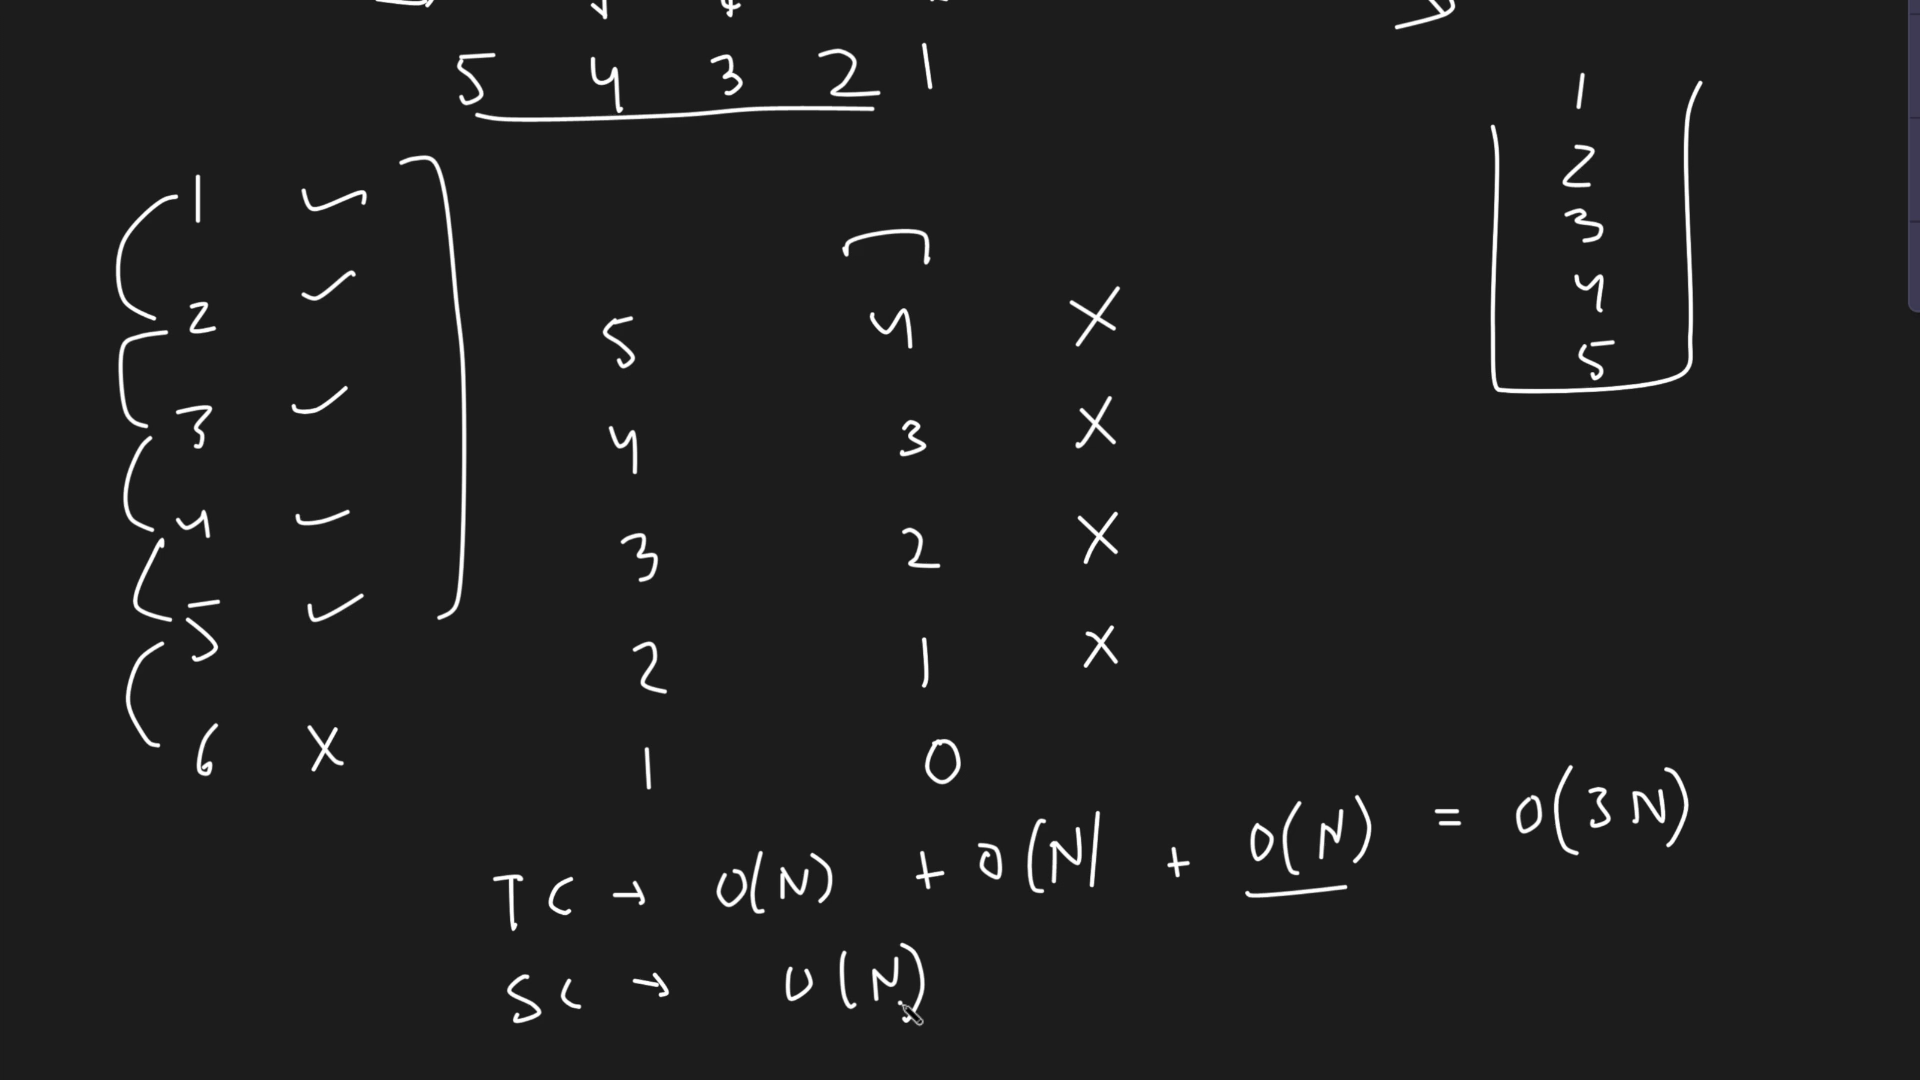 5 4 3 2 1
1 ✓
2 ✓
3 ✓
4 ✓
5 ✓
6 X
5 4 X
4 3 X
3 2 X
2 1 X
1 0
1
2
3
4
5
TC → O(N) + O(N) + O(N) = O(3N)
SC → O(N)